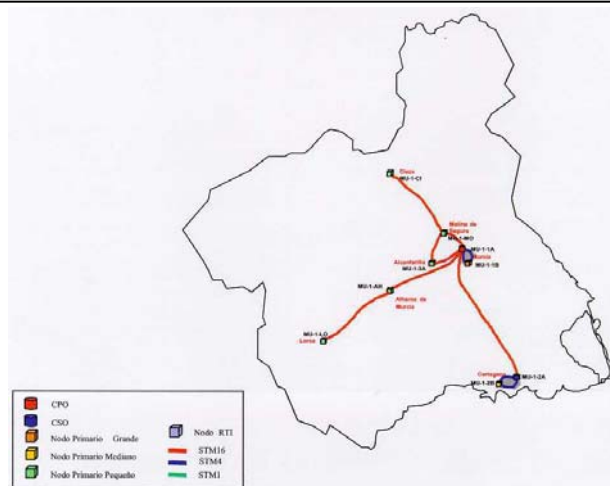 Cieza
MU-1-CI
Molina de
Segura
MU-1-MO
MU-1-1A
Murcia
MU-1-1B
Alcantarilla
MU-1-3A
MU-1-AH
Alhama de
Murcia
MU-1-LO
Lorca
Cartagena
MU-1-2A
MU-1-2B
CPO
CSO
Nodo Primario Grande
Nodo Primario Mediano
Nodo Primario Pequeño
Nodo RTI
STM16
STM4
STM1